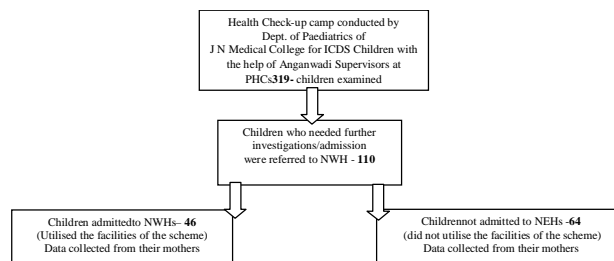 Health Check-up camp conducted by
Dept. of Paediatrics of
J N Medical College for ICDS Children with
the help of Anganwadi Supervisors at
PHCs319- children examined
Children who needed further
investigations/admission
were referred to NWH - 110
Children admittedto NWHs– 46
(Utilised the facilities of the scheme)
Data collected from their mothers
Childrennot admitted to NEHs -64
(did not utilise the facilities of the scheme)
Data collected from their mothers